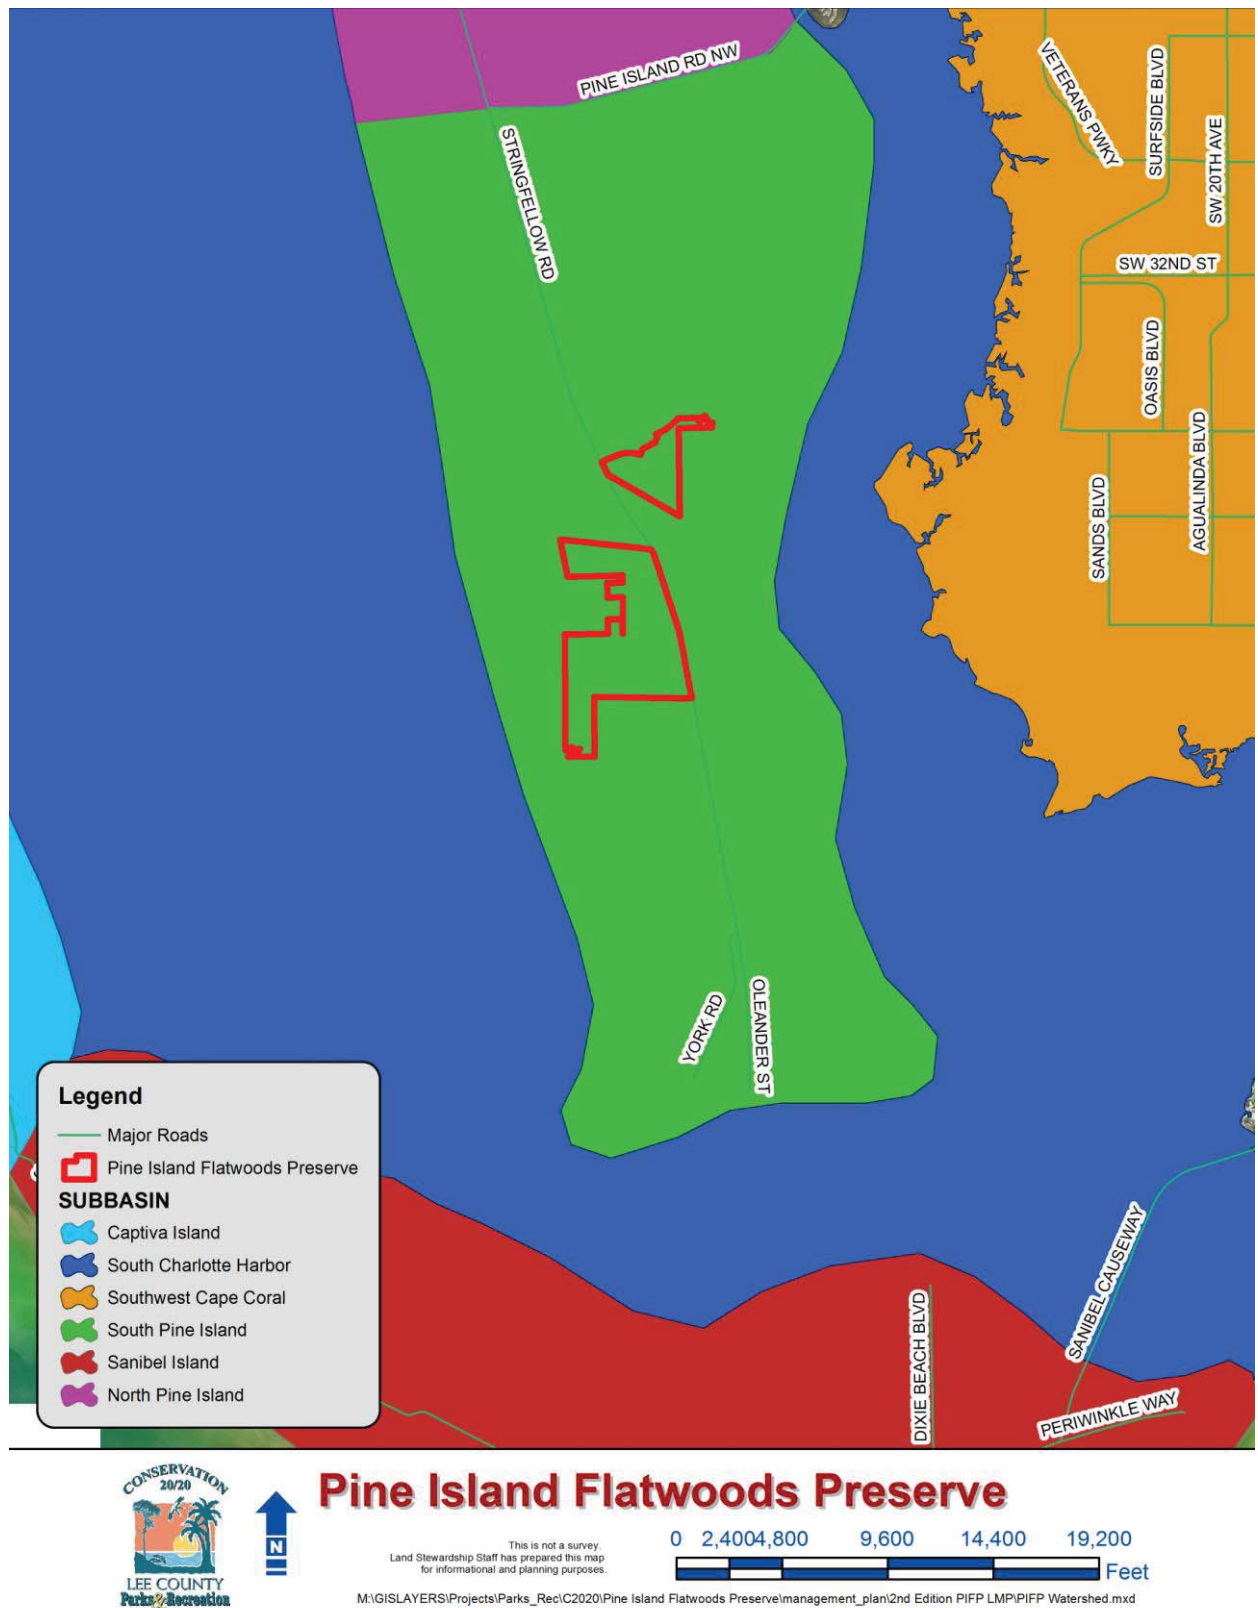 PINE ISLAND RD NW
VETERANS PWKY
SURFSIDE BLVD
SW 20TH AVE
STRINGFELLOW RD
SW 32ND ST
OASIS BLVD
AGUALINDA BLVD
SANDS BLVD
YORK RD
OLEANDER ST
Legend
Major Roads
Pine Island Flatwoods Preserve
SUBBASIN
Captiva Island
South Charlotte Harbor
Southwest Cape Coral
South Pine Island
Sanibel Island
North Pine Island
SANIBEL CAUSEWAY
DIXIE BEACH BLVD
PERIWINKLE WAY
CONSERVATION
20/20
LEE COUNTY
Parks & Recreation
N
Pine Island Flatwoods Preserve
This is not a survey.
Land Stewardship Staff has prepared this map
for informational and planning purposes.
0 2,400 4,800 9,600 14,400 19,200
Feet
M:\GISLAYERS\Projects\Parks_Rec\C2020\Pine Island Flatwoods Preserve\management_plan\2nd Edition PIFP LMP\PIFP Watershed.mxd